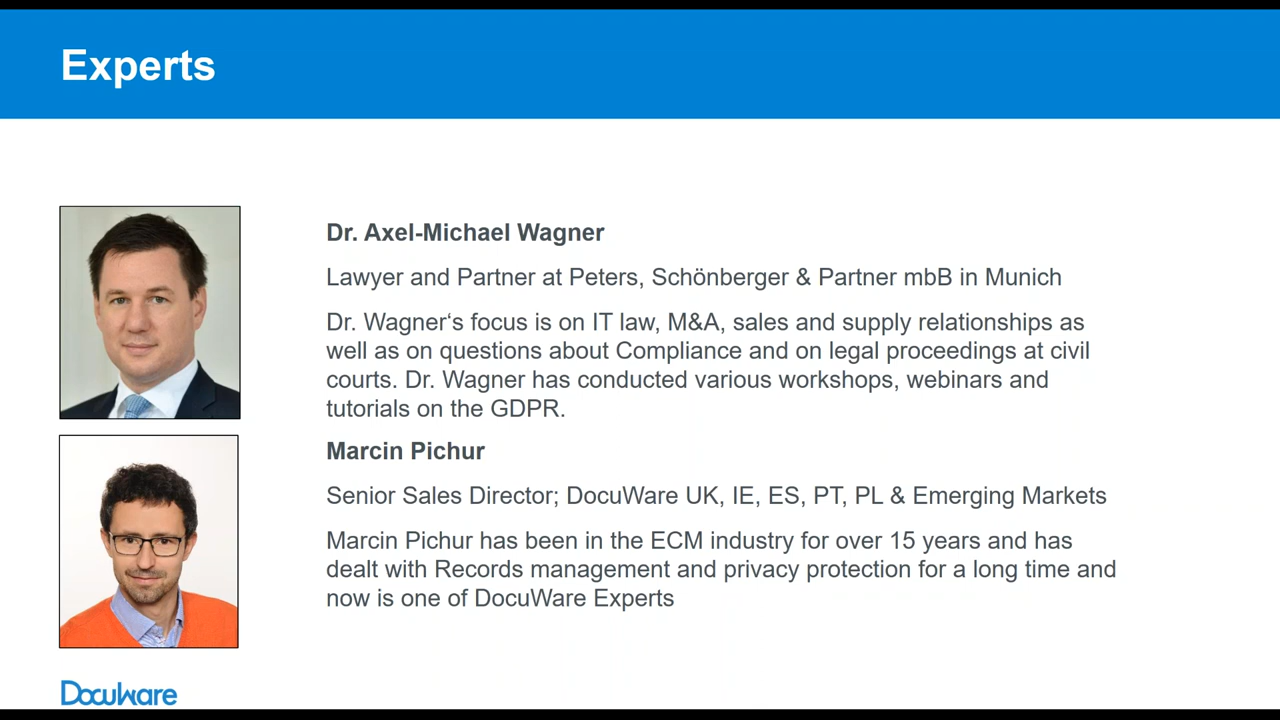 Experts
Dr. Axel-Michael Wagner
Lawyer and Partner at Peters, Schönberger & Partner mbB in Munich
Dr. Wagner‘s focus is on IT law, M&A, sales and supply relationships as
well as on questions about Compliance and on legal proceedings at civil
courts. Dr. Wagner has conducted various workshops, webinars and
tutorials on the GDPR.
Marcin Pichur
Senior Sales Director; DocuWare UK, IE, ES, PT, PL & Emerging Markets
Marcin Pichur has been in the ECM industry for over 15 years and has
dealt with Records management and privacy protection for a long time and
now is one of DocuWare Experts
DocuWare